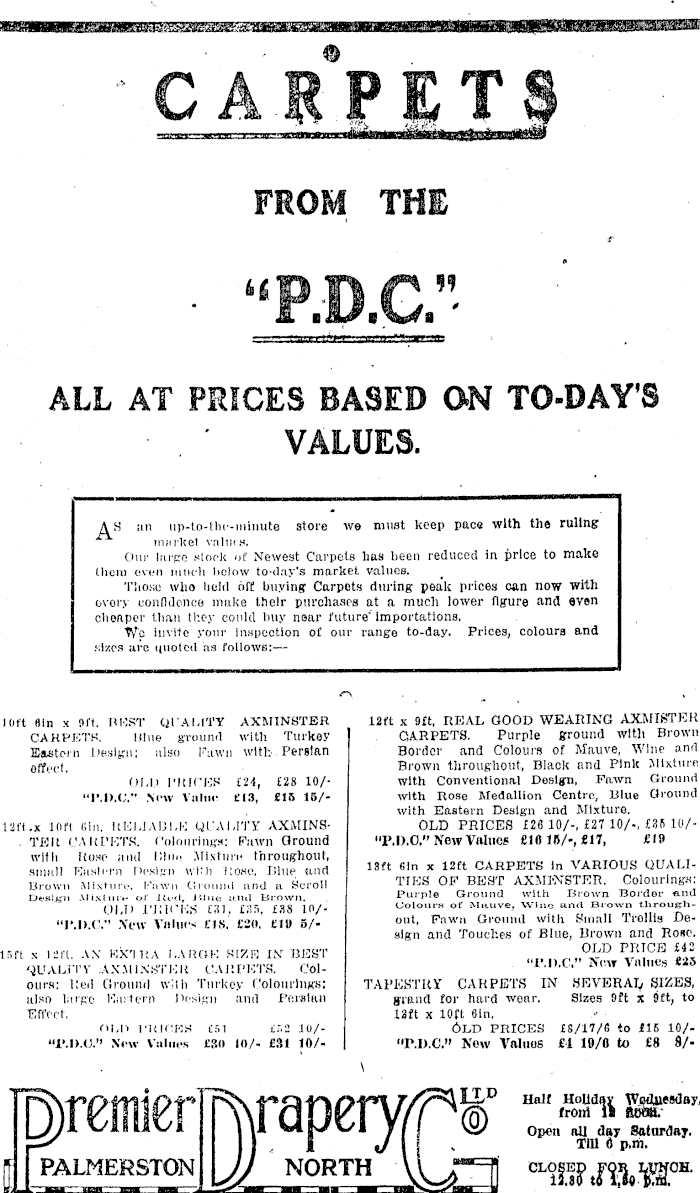 CARPETS
FROM THE
"P.D.C."
ALL AT PRICES BASED ON TO-DAY'S
VALUES.
As an up-to-the-minute store we must keep pace with the ruling
market values.
Our large stock of Newest Carpets has been reduced in price to make
them even much below to-day's market values.
Those who held off buying Carpets during peak prices can now with
every confidence make their purchases at a much lower figure and even
cheaper than they could buy near future importations.
We invite your inspection of our range to-day. Prices, colours and
sizes are quoted as follows:—
10ft 6in x 9ft. BEST QUALITY AXMINSTER
CARPETS. Blue ground with Turkey
Eastern Design; also Fawn with Persian
effect.
OLD PRICES £24, £28 10/-
"P.D.C." New Value £13, £15 15/-
12ft x 10ft 6in. RELIABLE QUALITY AXMINS-
TER CARPETS. Colourings: Fawn Ground
with Rose and Blue Mixture throughout,
small Eastern Design with Rose, Blue and
Brown Mixture, Fawn Ground and a Scroll
Design Mixture of Red, Blue and Brown.
OLD PRICES £31, £35, £38 10/-
"P.D.C." New Values £18, £20, £19 5/-
15ft x 12ft. AN EXTRA LARGE SIZE IN BEST
QUALITY AXMINSTER CARPETS. Col-
ours: Red Ground with Turkey Colourings;
also large Eastern Design and Persian
Effect.
OLD PRICES £51 £52 10/-
"P.D.C." New Values £30 10/- £31 10/-
12ft x 9ft, REAL GOOD WEARING AXMISTER
CARPETS. Purple ground with Brown
Border and Colours of Mauve, Wine and
Brown throughout, Black and Pink Mixture
with Conventional Design, Fawn Ground
with Rose Medallion Centre, Blue Ground
with Eastern Design and Mixture.
OLD PRICES £26 10/-, £27 10/-, £35 10/-
"P.D.C." New Values £16 15/-, £17, £19
13ft 6in x 12ft CARPETS in VARIOUS QUALI-
TIES OF BEST AXMINSTER. Colourings:
Purple Ground with Brown Border and
Colours of Mauve, Wine and Brown through-
out, Fawn Ground with Small Trellis De-
sign and Touches of Blue, Brown and Rose.
OLD PRICE £42
"P.D.C." New Values £25
TAPESTRY CARPETS IN SEVERAL SIZES,
grand for hard wear. Sizes 9ft x 9ft, to
12ft x 10ft 6in.
OLD PRICES £8/17/6 to £15 10/-
"P.D.C." New Values £4 19/6 to £8 8/-
Premier Drapery Co LTD
PALMERSTON NORTH
Half Holiday Wednesday,
from
Open all day Saturday.
Till 6 p.m.
CLOSED FOR LUNCH.
12.30 to p.m.